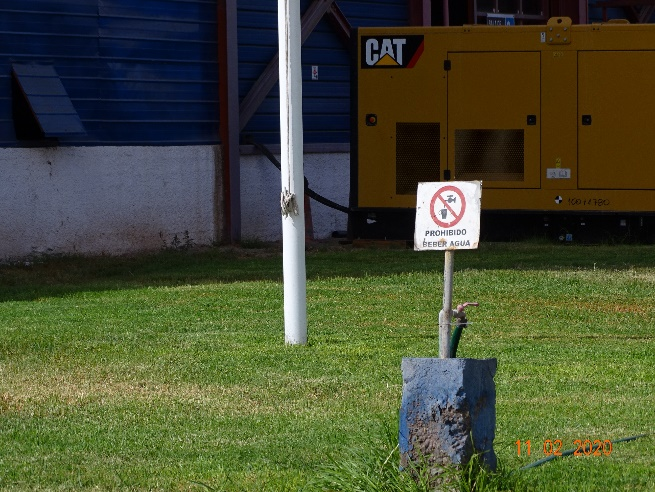 CAT
PROHIBIDO
BEBER AGUA
11 02 2020